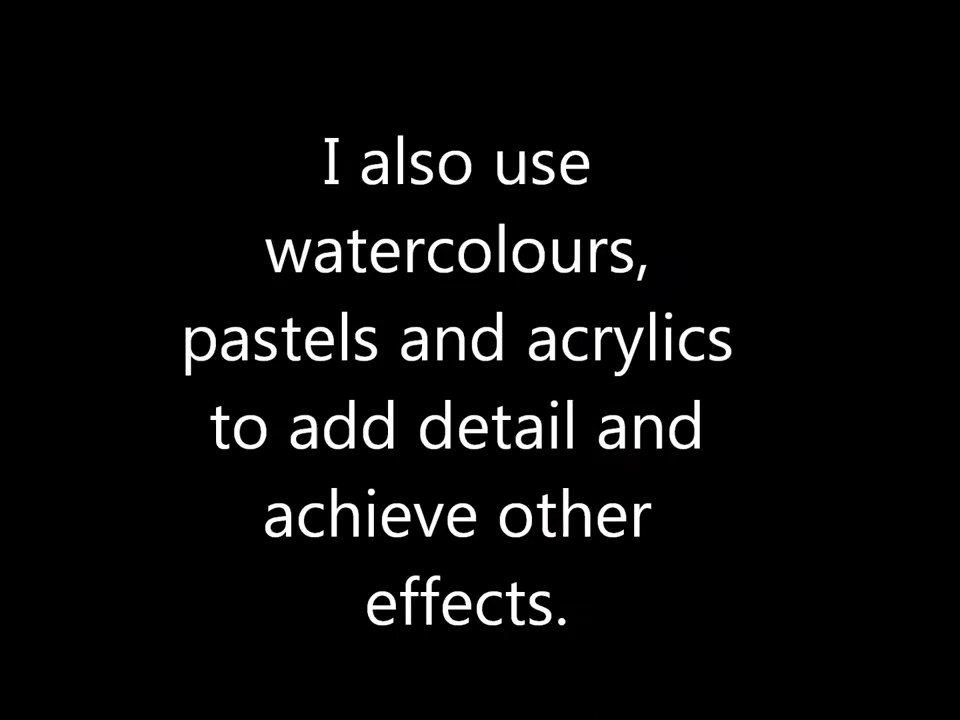 I also use
watercolours,
pastels and acrylics
to add detail and
achieve other
effects.